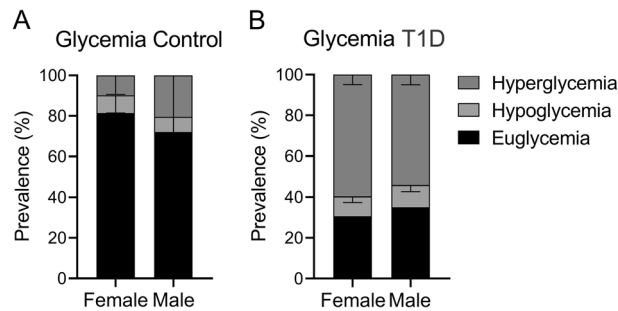 A
Glycemia Control
100
80
60
40
20
0
Prevalence (%)
Female Male
B
Glycemia T1D
100
80
60
40
20
0
Prevalence (%)
Female Male
Hyperglycemia
Hypoglycemia
Euglycemia